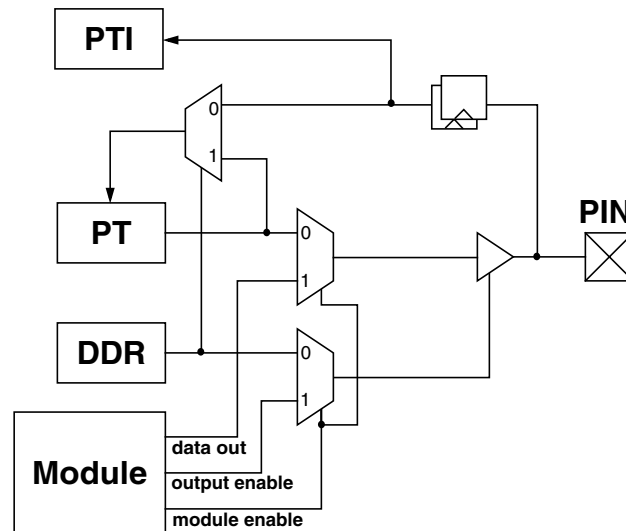 PTI
0
1
PIN
PT
0
1
DDR
0
1
data out
Module
output enable
module enable